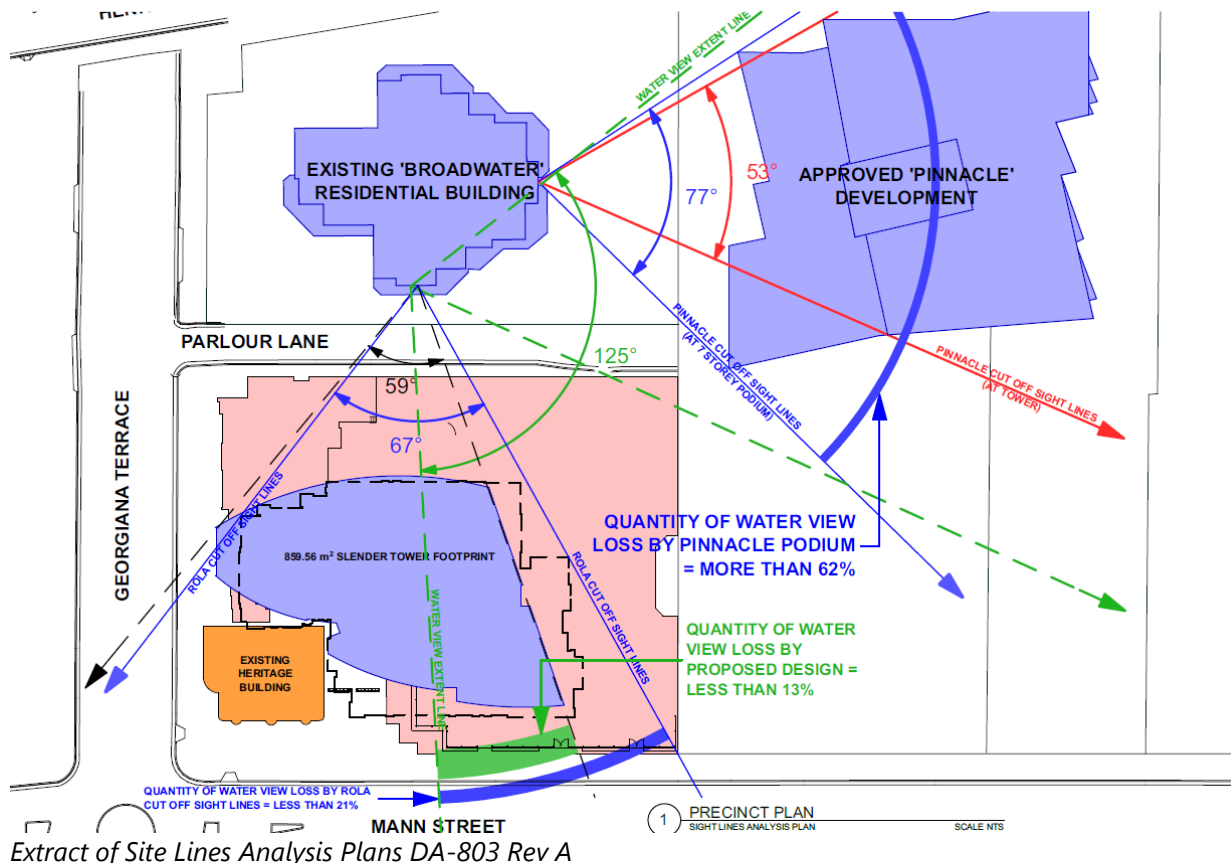 WATER VIEW EXTENT LINE
EXISTING 'BROADWATER'
RESIDENTIAL BUILDING
53°
77°
APPROVED 'PINNACLE'
DEVELOPMENT
PARLOUR LANE
125°
59°
67°
PINNACLE CUT OFF SIGHT LINES
(AT 7 STOREY PODIUM)
PINNACLE CUT OFF SIGHT LINES
(AT TOWER)
GEORGIANA TERRACE
ROLA CUT OFF SIGHT LINES
859.56 m² SLENDER TOWER FOOTPRINT
ROLA CUT OFF SIGHT LINES
WATER VIEW EXTENT LINE
QUANTITY OF WATER VIEW
LOSS BY PINNACLE PODIUM
= MORE THAN 62%
QUANTITY OF WATER
VIEW LOSS BY
PROPOSED DESIGN =
LESS THAN 13%
EXISTING
HERITAGE
BUILDING
QUANTITY OF WATER VIEW LOSS BY ROLA
CUT OFF SIGHT LINES = LESS THAN 21%
MANN STREET
1 PRECINCT PLAN
SIGHT LINES ANALYSIS PLAN SCALE NTS
Extract of Site Lines Analysis Plans DA-803 Rev A